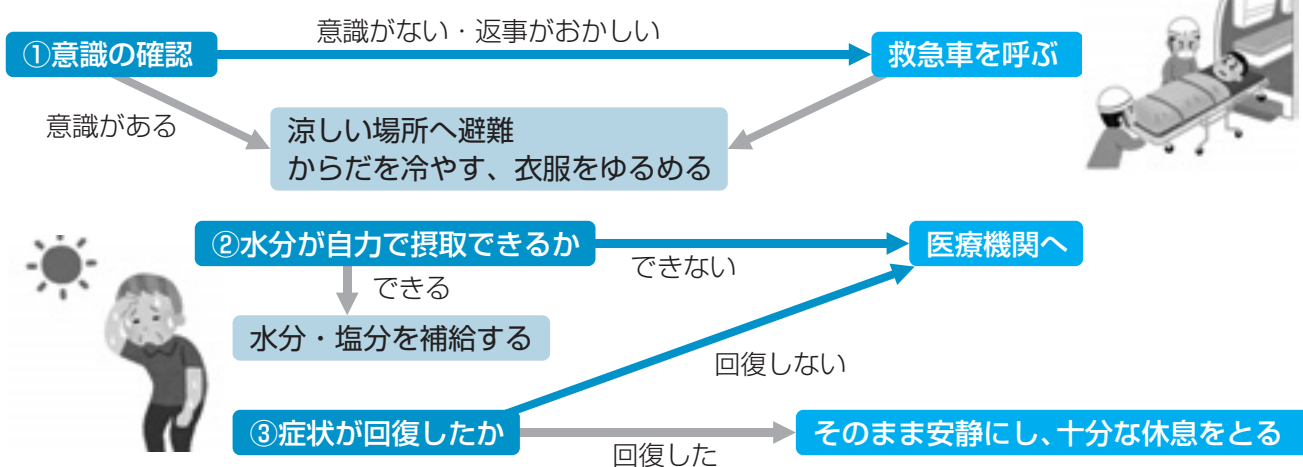 意識がない・返事がおかしい
①意識の確認
救急車を呼ぶ
意識がある
涼しい場所へ避難
からだを冷やす、衣服をゆるめる
②水分が自力で摂取できるか
医療機関へ
できない
できる
水分・塩分を補給する
回復しない
③症状が回復したか
そのまま安静にし、十分な休息をとる
回復した